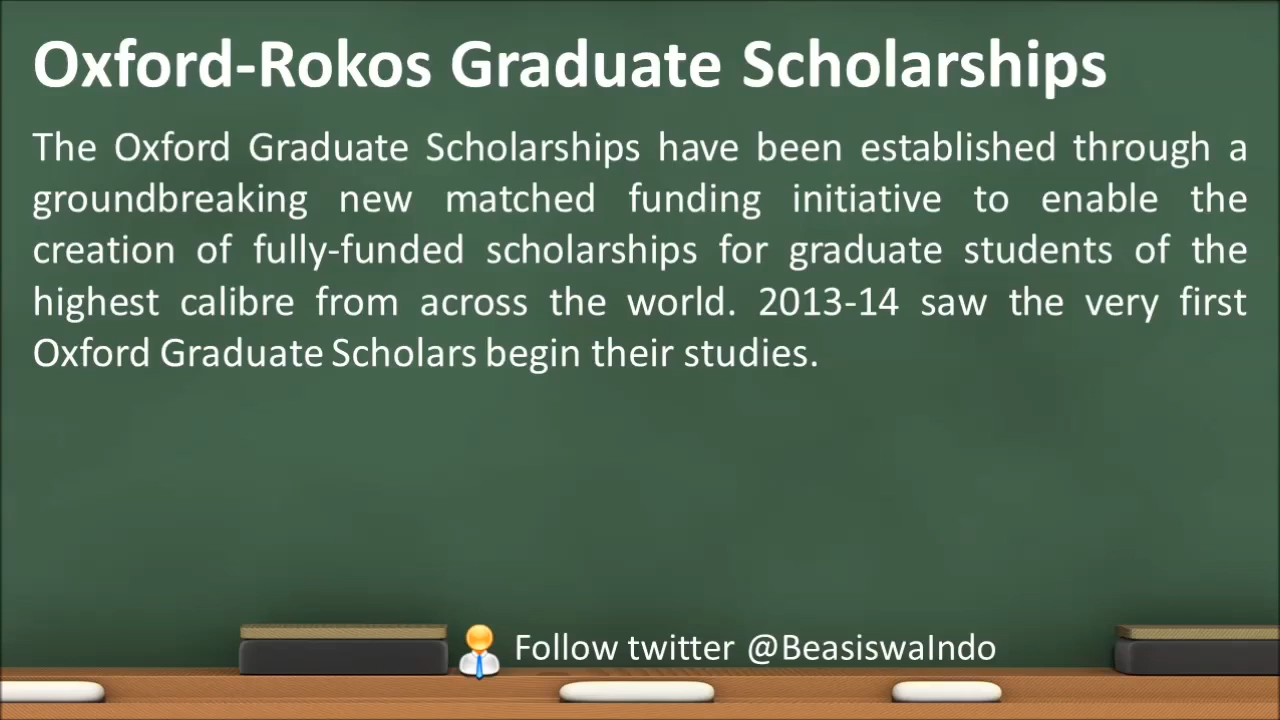 Oxford-Rokos Graduate Scholarships
The Oxford Graduate Scholarships have been established through a
groundbreaking new matched funding initiative to enable the
creation of fully-funded scholarships for graduate students of the
highest calibre from across the world. 2013-14 saw the very first
Oxford Graduate Scholars begin their studies.
Follow twitter @BeasiswaIndo